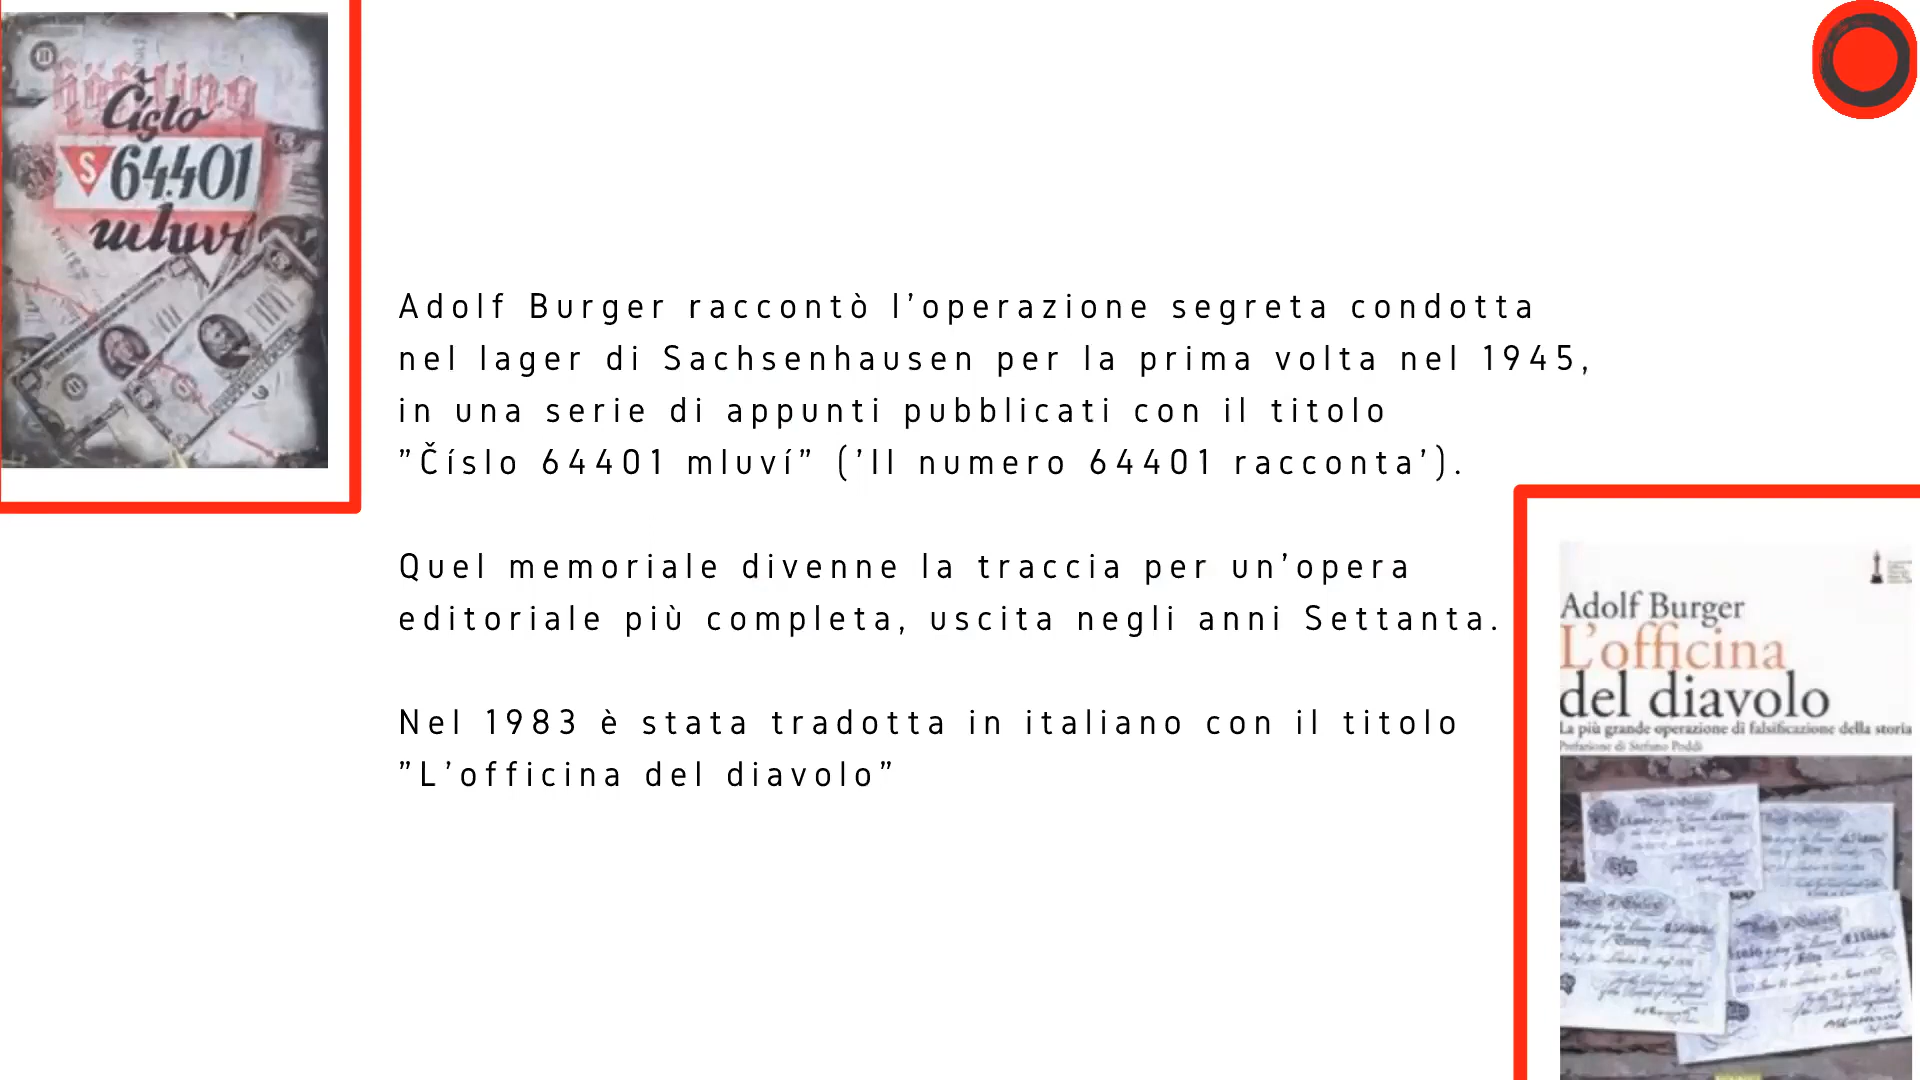 Häftling
Číslo
S 64401
mluví
Adolf Burger raccontò l’operazione segreta condotta
nel lager di Sachsenhausen per la prima volta nel 1945,
in una serie di appunti pubblicati con il titolo
”Číslo 64401 mluví” (’Il numero 64401 racconta’).
Quel memoriale divenne la traccia per un’opera
editoriale più completa, uscita negli anni Settanta.
Nel 1983 è stata tradotta in italiano con il titolo
”L’officina del diavolo”
Adolf Burger
L’officina
del diavolo
La più grande operazione di falsificazione della storia
Prefazione di Stefano